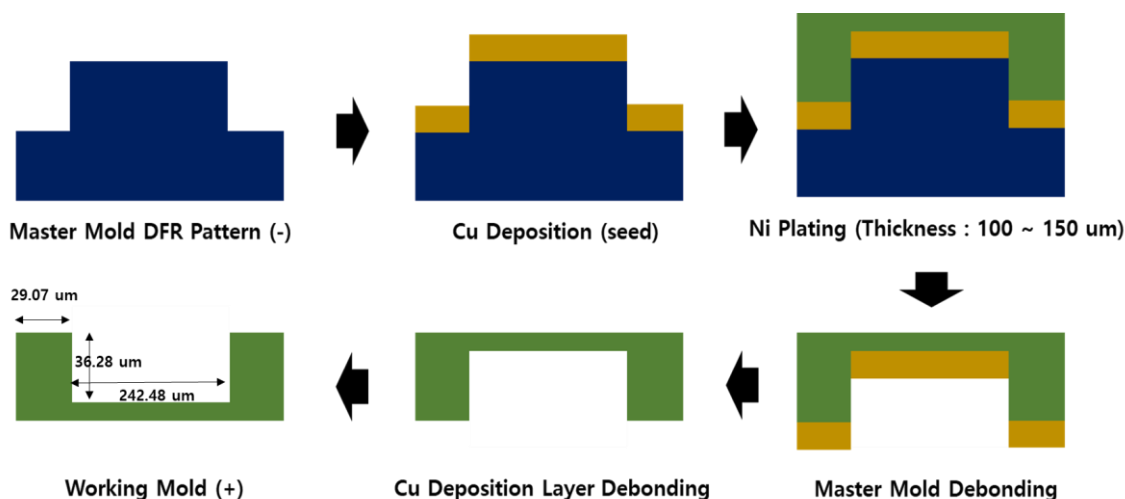 Master Mold DFR Pattern (-)
Cu Deposition (seed)
Ni Plating (Thickness : 100 ~ 150 um)
29.07 um
36.28 um
242.48 um
Working Mold (+)
Cu Deposition Layer Debonding
Master Mold Debonding